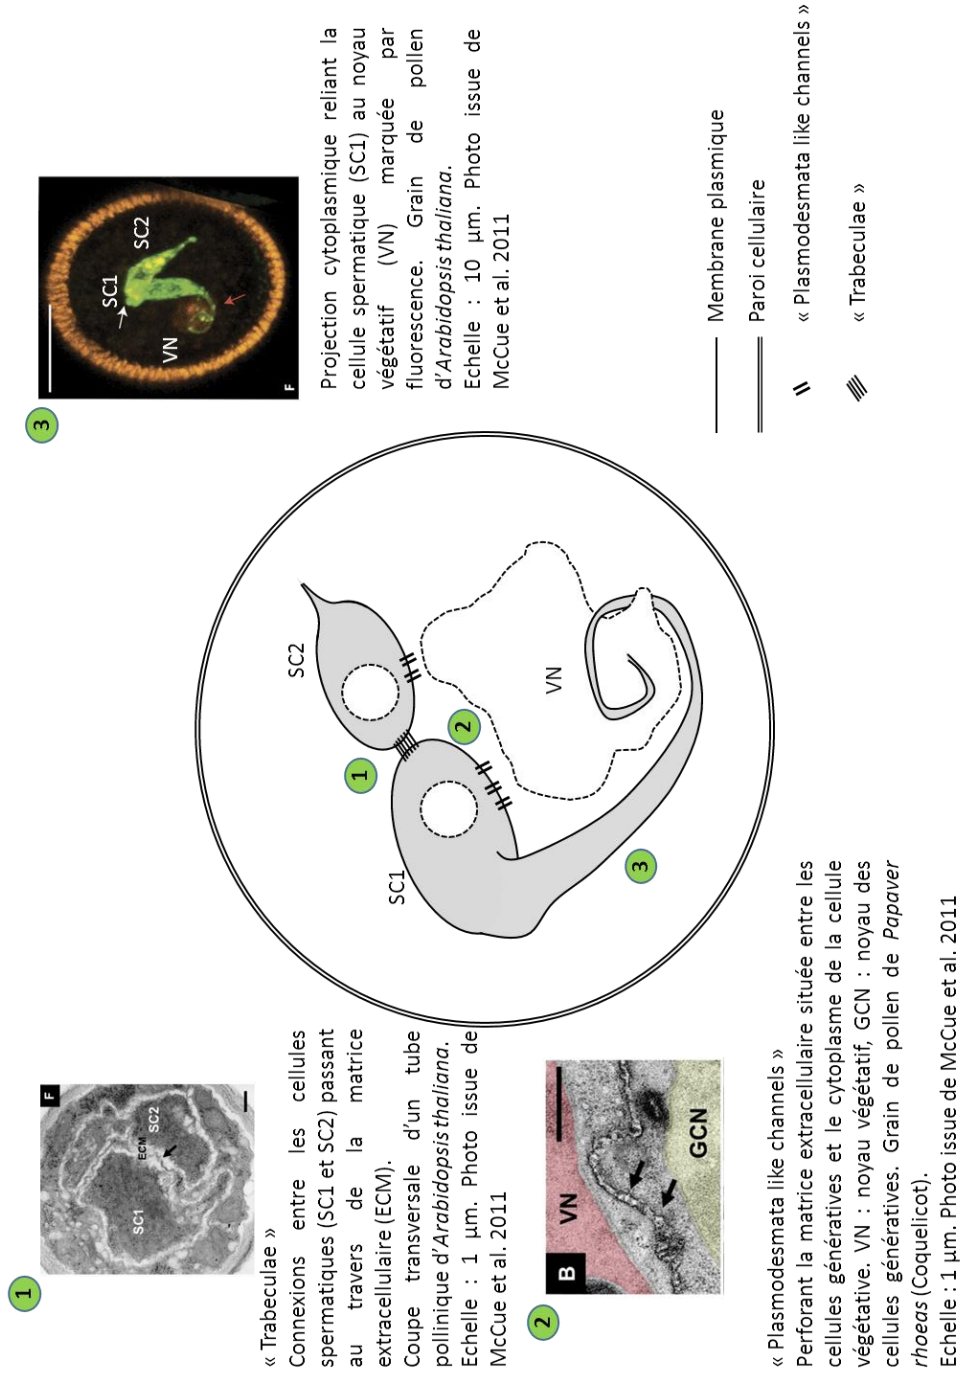 1
F
SC1
ECM
SC2
« Trabeculae »
Connexions entre les cellules
spermatiques (SC1 et SC2) passant
au travers de la matrice
extracellulaire (ECM).
Coupe transversale d'un tube
pollinique d'Arabidopsis thaliana.
Echelle : 1 µm. Photo issue de
McCue et al. 2011
2
B
VN
GCN
« Plasmodesmata like channels »
Perforant la matrice extracellulaire située entre les
cellules génératives et le cytoplasme de la cellule
végétative. VN : noyau végétatif, GCN : noyau des
cellules génératives. Grain de pollen de Papaver
rhoeas (Coquelicot).
Echelle : 1 µm. Photo issue de McCue et al. 2011
SC1
1
SC2
2
VN
3
3
VN
SC1
SC2
F
Projection cytoplasmique reliant la
cellule spermatique (SC1) au noyau
végétatif (VN) marquée par
fluorescence. Grain de pollen
d'Arabidopsis thaliana.
Echelle : 10 µm. Photo issue de
McCue et al. 2011
Membrane plasmique
Paroi cellulaire
« Plasmodesmata like channels »
« Trabeculae »